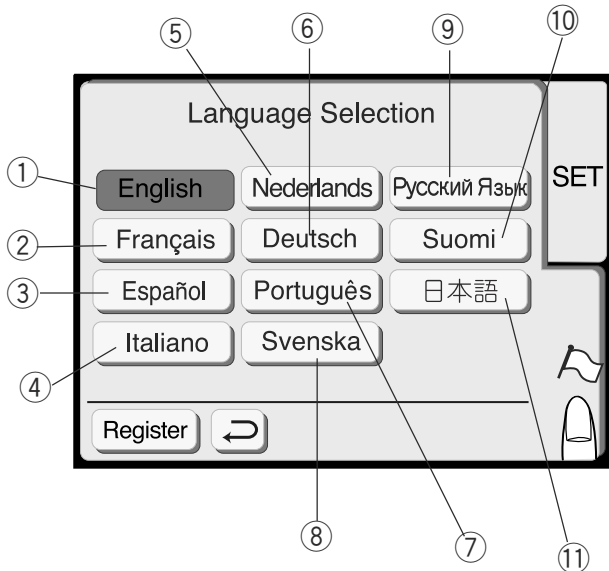 ⑤ ⑥ ⑨ ⑩
Language Selection
SET
① English Nederlands Русский Язык
② Français Deutsch Suomi
③ Español Português 日本語
④ Italiano Svenska
Register
⑧ ⑦ ⑪